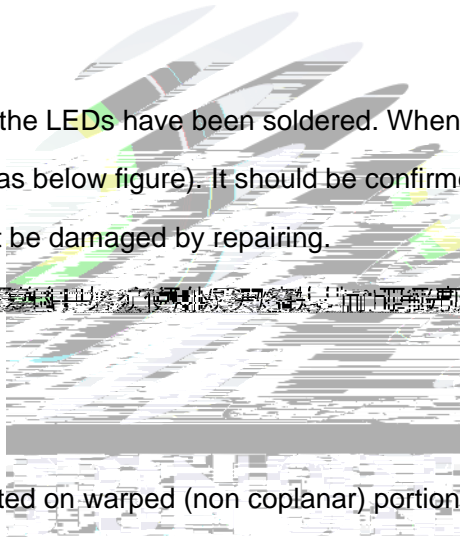 the LEDs have been soldered. When
as below figure). It should be confirme
be damaged by repairing.
ted on warped (non coplanar) portion